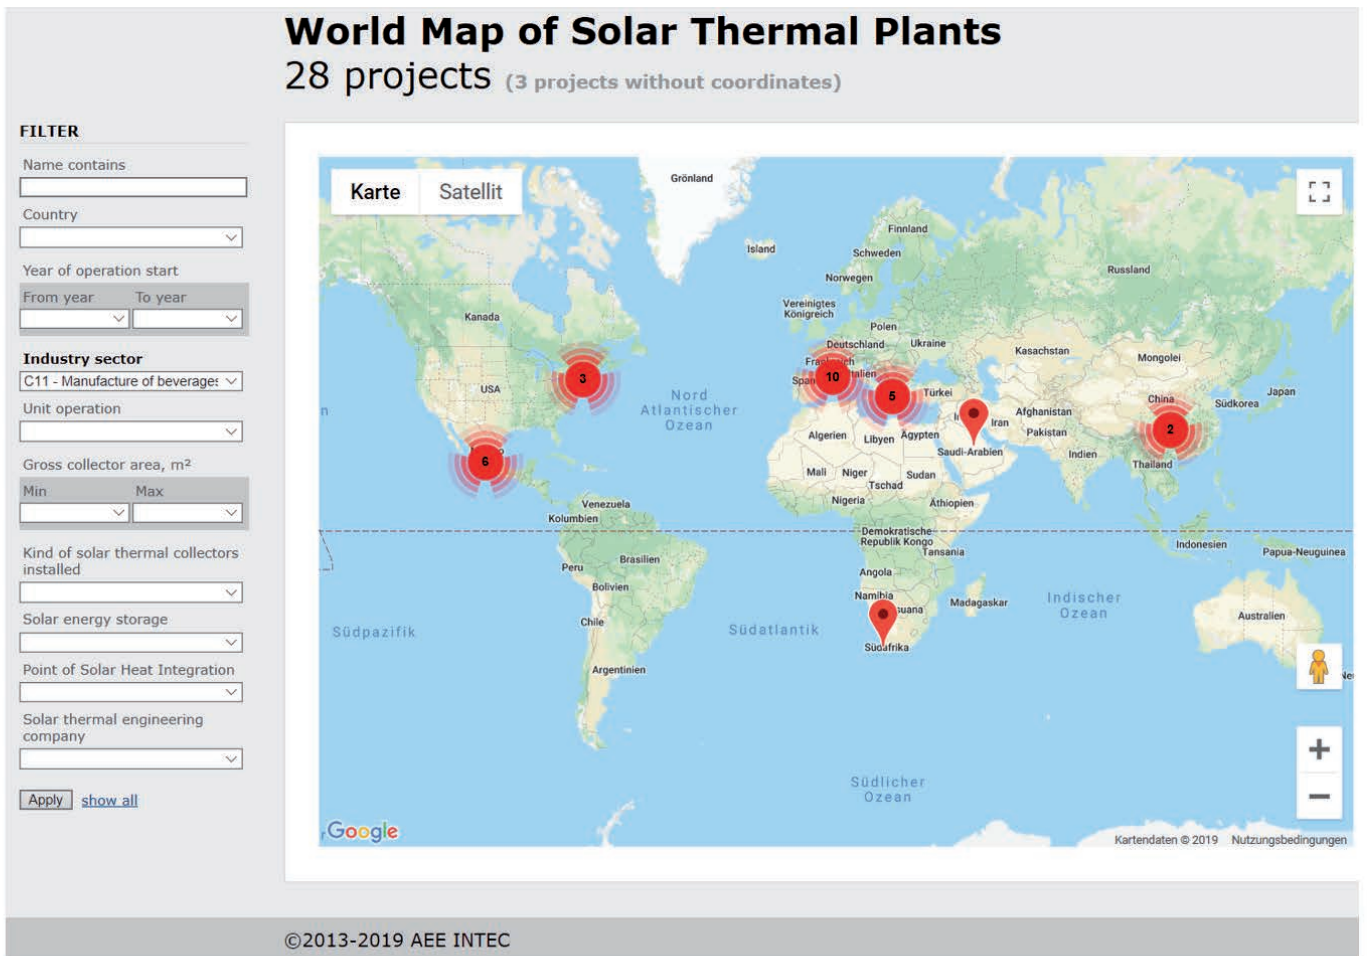 World Map of Solar Thermal Plants
28 projects (3 projects without coordinates)
FILTER
Name contains
Country
Year of operation start
From year To year
Industry sector
C11 - Manufacture of beverages
Unit operation
Gross collector area, m²
Min Max
Kind of solar thermal collectors
installed
Solar energy storage
Point of Solar Heat Integration
Solar thermal engineering
company
Apply show all
Karte Satellit
Grönland
Finnland
Island
Schweden
Russland
Norwegen
Vereinigtes
Königreich
Kanada
Polen
Deutschland Ukraine
Kasachstan
Mongolei
3
10
5
USA
Türkei
China
Japan
Südkorea
Nord
Atlantischer
Ozean
Afghanistan
Iran
Pakistan
2
Algerien Libyen Ägypten
Saudi-Arabien
Indien
Thailand
6
Mali Niger Sudan
Tschad
Nigeria Äthiopien
Venezuela
Kolumbien
Demokratische
Republik Kongo
Tansania
Indonesien
Papua-Neuguinea
Brasilien
Peru
Angola
Bolivien
Namibia
suana
Madagaskar
Indischer
Ozean
Australien
Chile
Südpazifik
Südatlantik
Südafrika
Argentinien
Südlicher
Ozean
Google
Kartendaten © 2019 Nutzungsbedingungen
©2013-2019 AEE INTEC